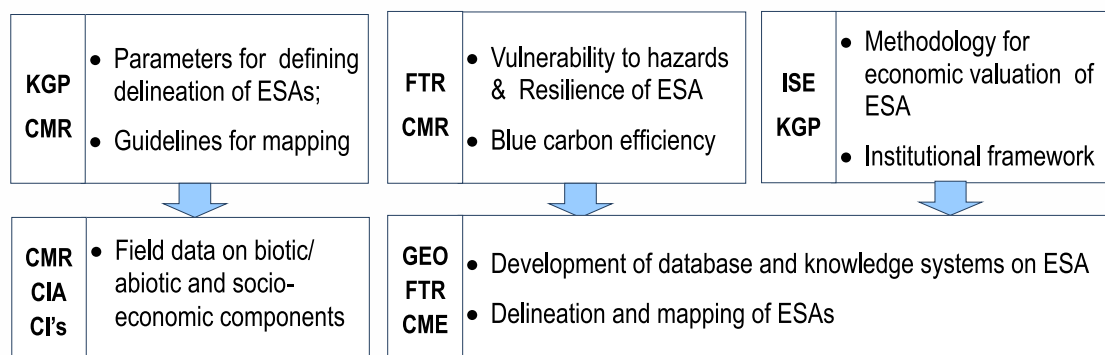 KGP
CMR
• Parameters for defining
delineation of ESAs;
• Guidelines for mapping
FTR
CMR
• Vulnerability to hazards
& Resilience of ESA
• Blue carbon efficiency
ISE
KGP
• Methodology for
economic valuation of
ESA
• Institutional framework
CMR
CIA
CI's
• Field data on biotic/
abiotic and socio-
economic components
GEO
FTR
CME
• Development of database and knowledge systems on ESA
• Delineation and mapping of ESAs